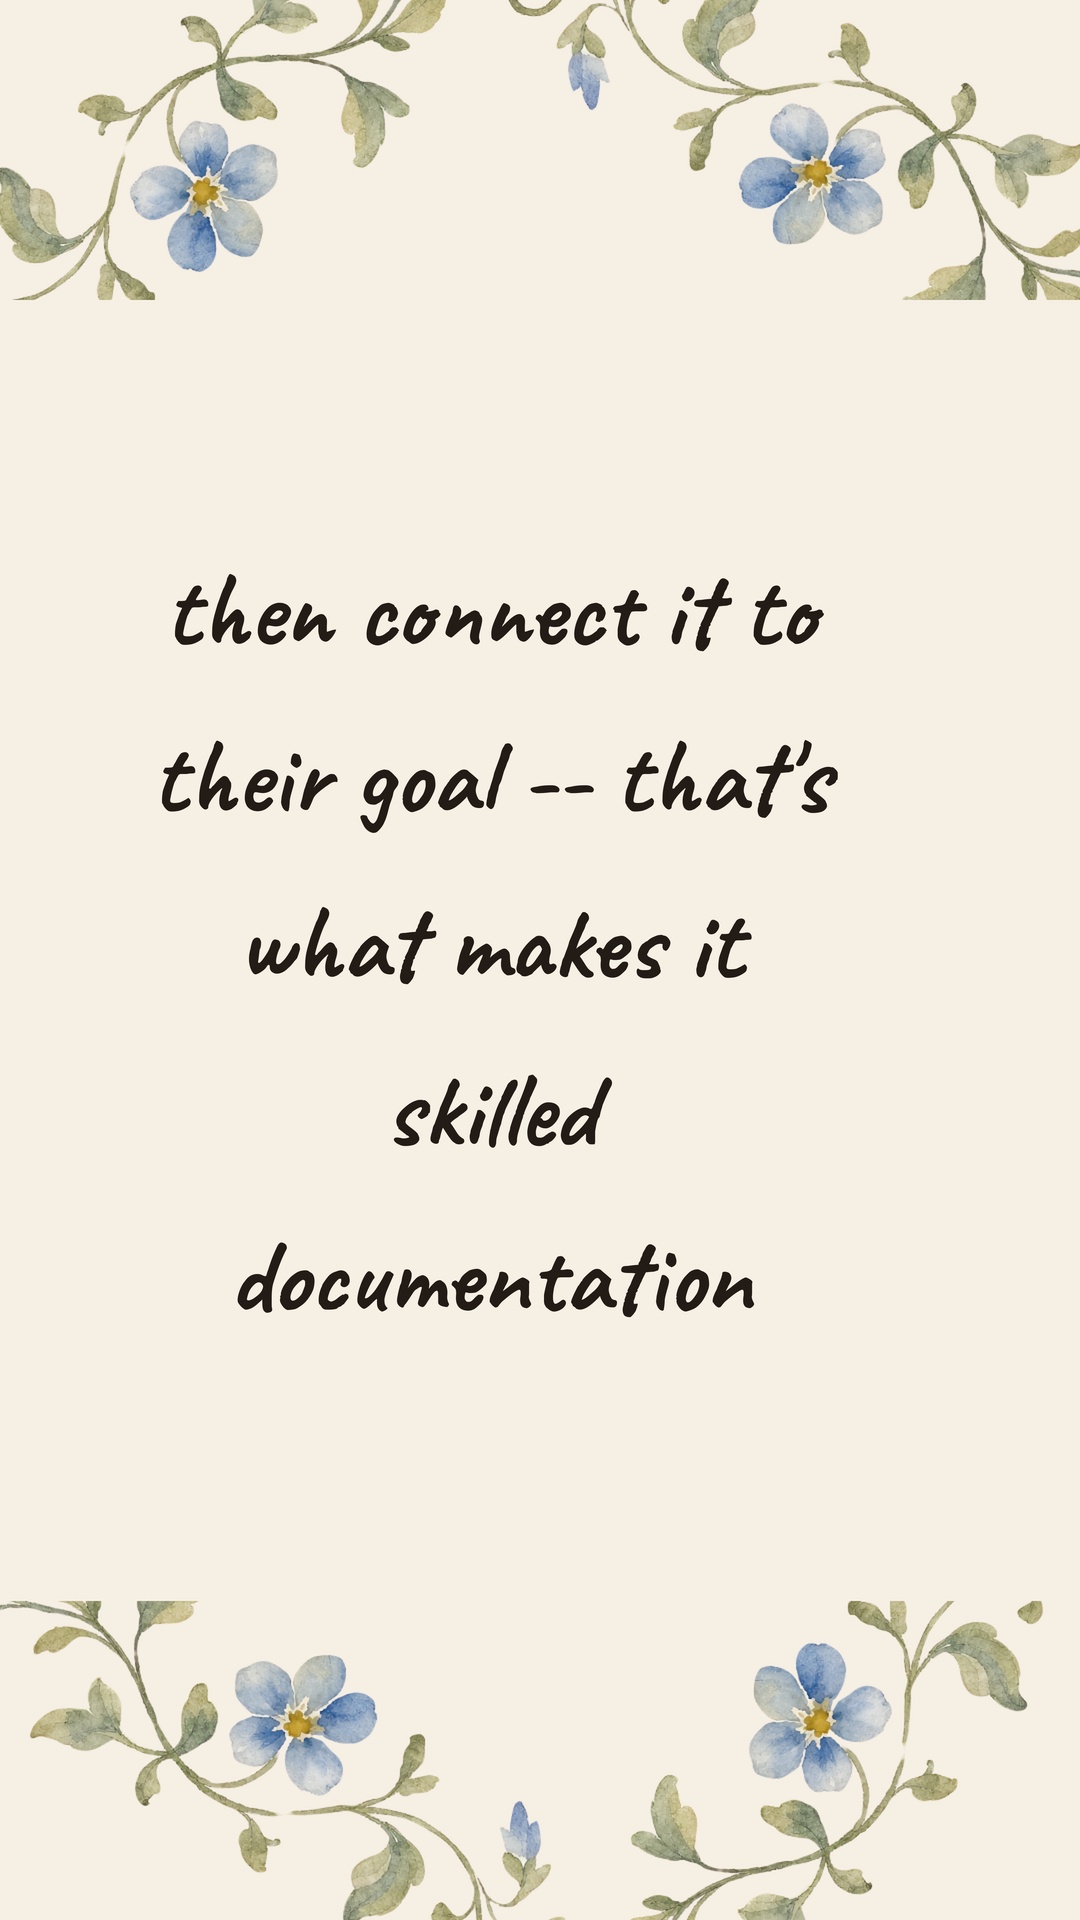 then connect it to
their goal -- that's
what makes it
skilled
documentation